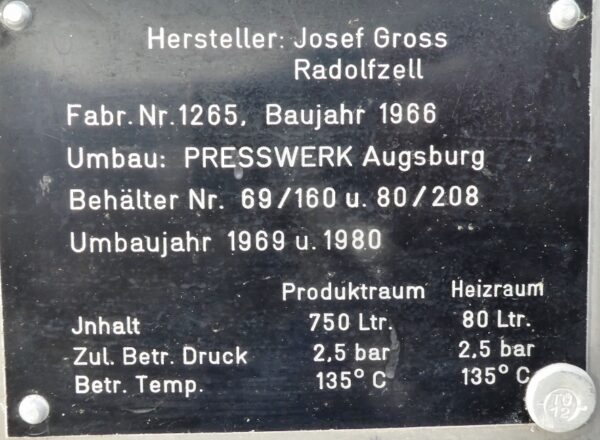 Hersteller: Josef Gross
Radolfzell
Fabr. Nr. 1265, Baujahr 1966
Umbau: PRESSWERK Augsburg
Behälter Nr. 69/160 u. 80/208
Umbaujahr 1969 u. 1980
Produktraum Heizraum
Jnhalt 750 Ltr. 80 Ltr.
Zul. Betr. Druck 2,5 bar 2,5 bar
Betr. Temp. 135° C 135° C